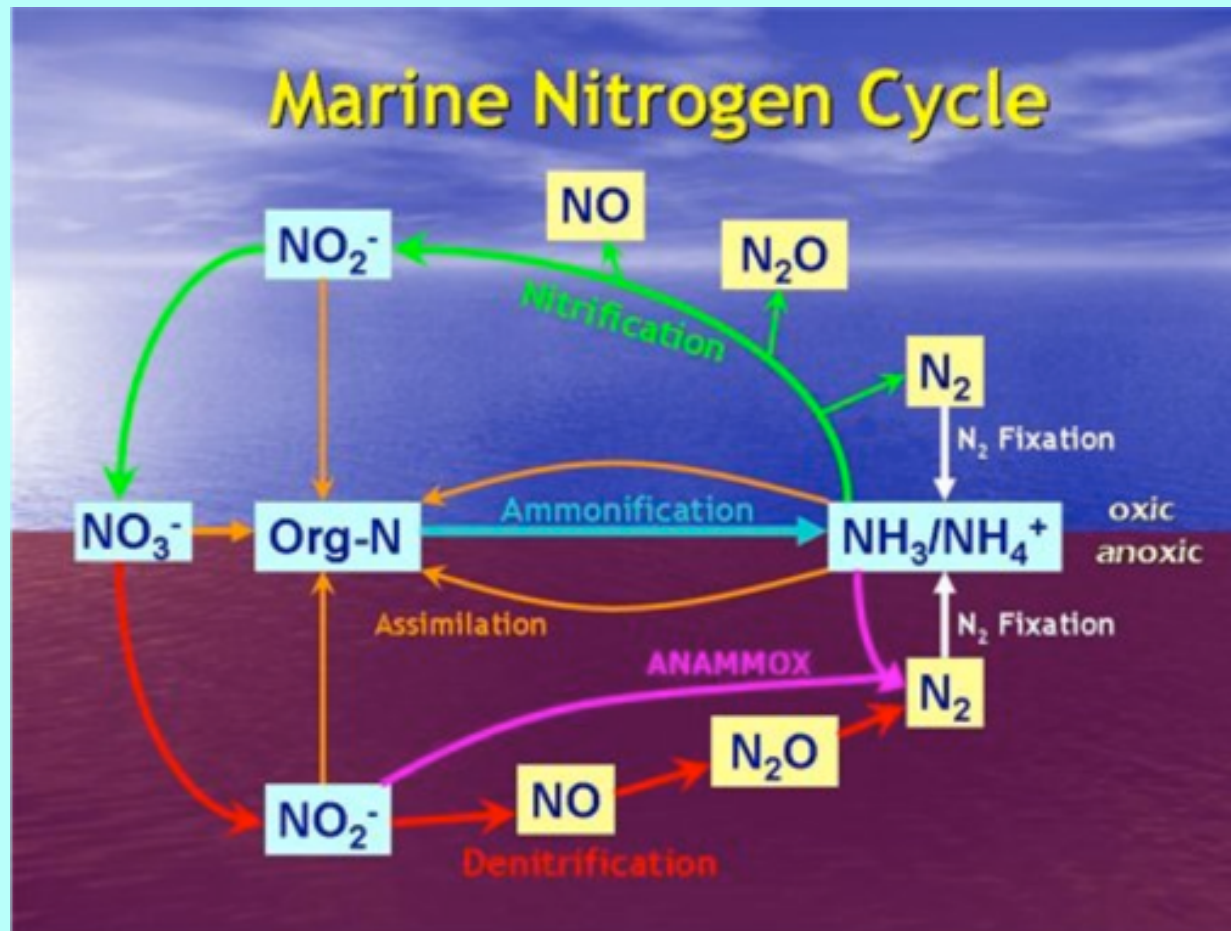 Marine Nitrogen Cycle
NO
NO₂⁻
N₂O
Nitrification
N₂
N₂ Fixation
NO₃⁻
Org-N
Ammonification
NH₃/NH₄⁺
oxic
anoxic
Assimilation
N₂ Fixation
ANAMMOX
N₂
N₂O
NO
NO₂⁻
Denitrification